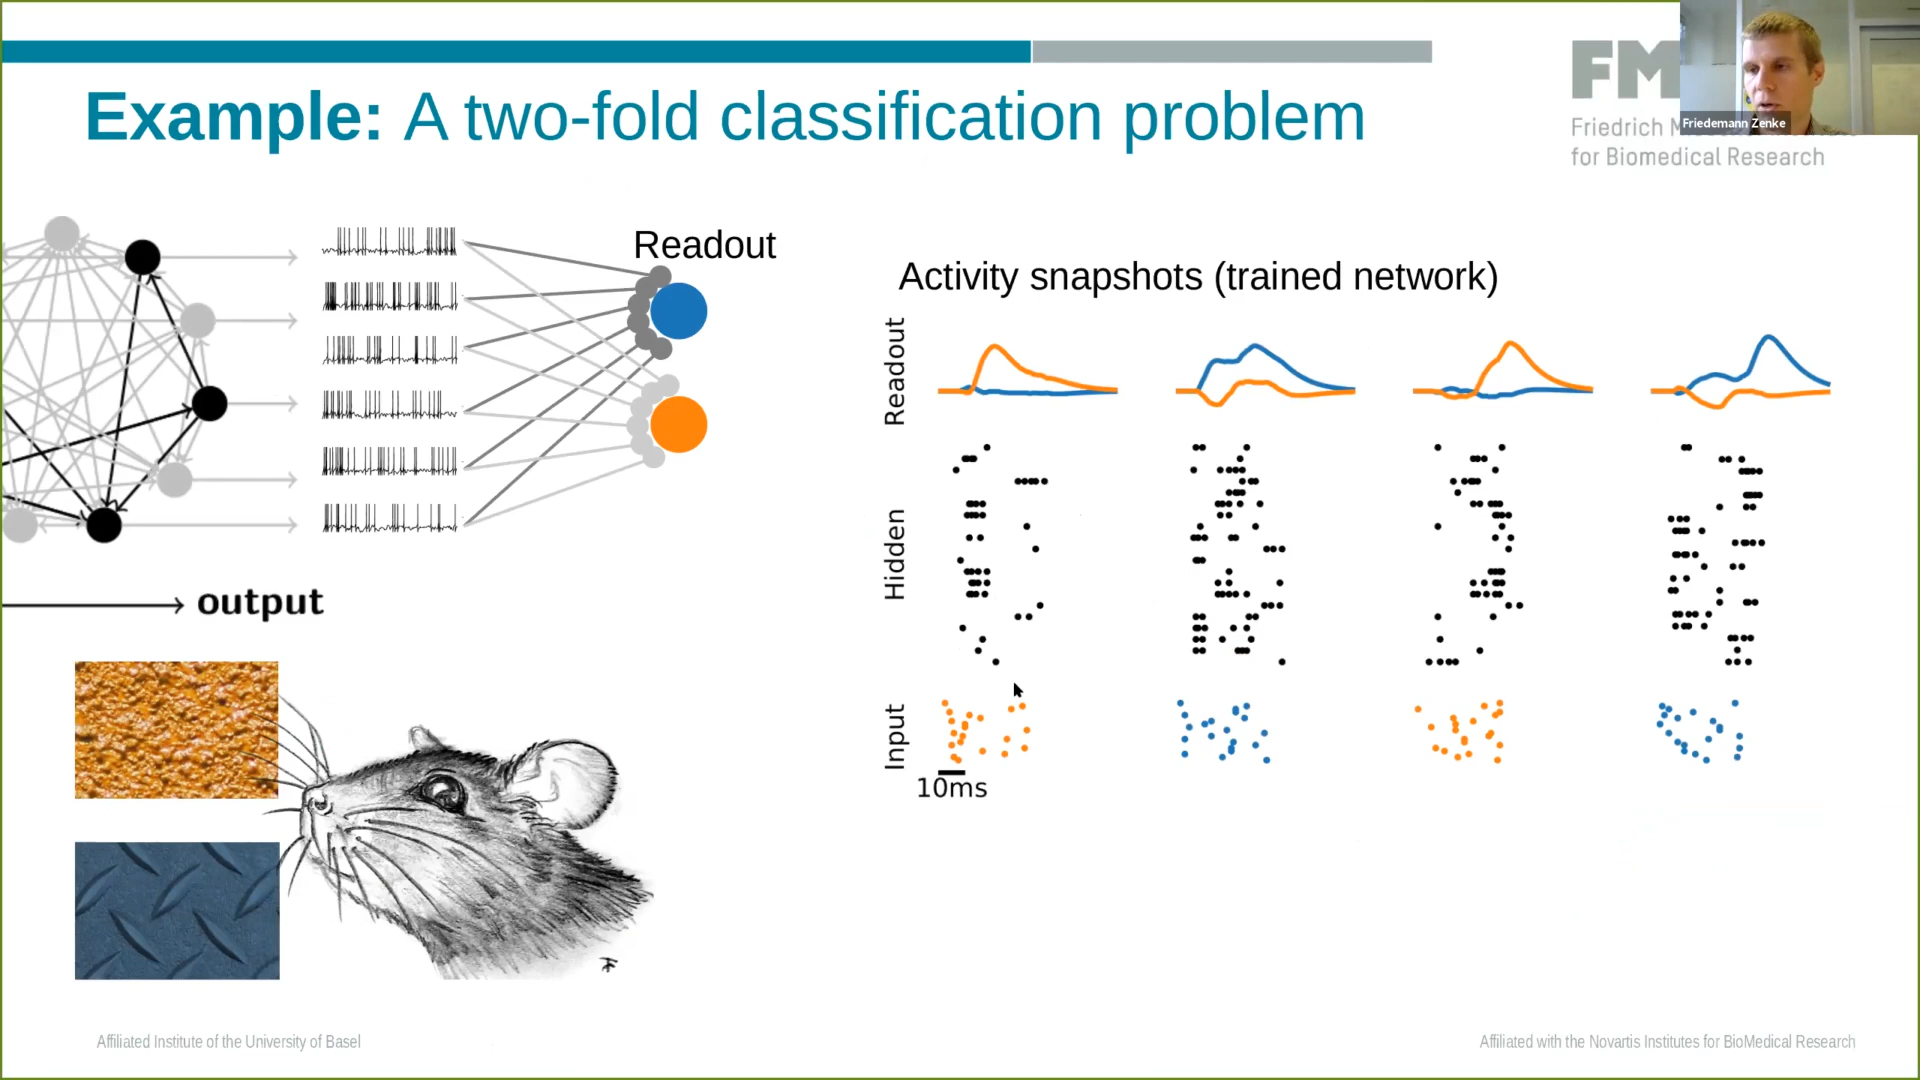 Example: A two-fold classification problem
FM
Friedrich M
for Biomedical Research
Friedemann Zenke
Readout
Activity snapshots (trained network)
Readout
Hidden
Input
10ms
output
Affiliated Institute of the University of Basel
Affiliated with the Novartis Institutes for BioMedical Research